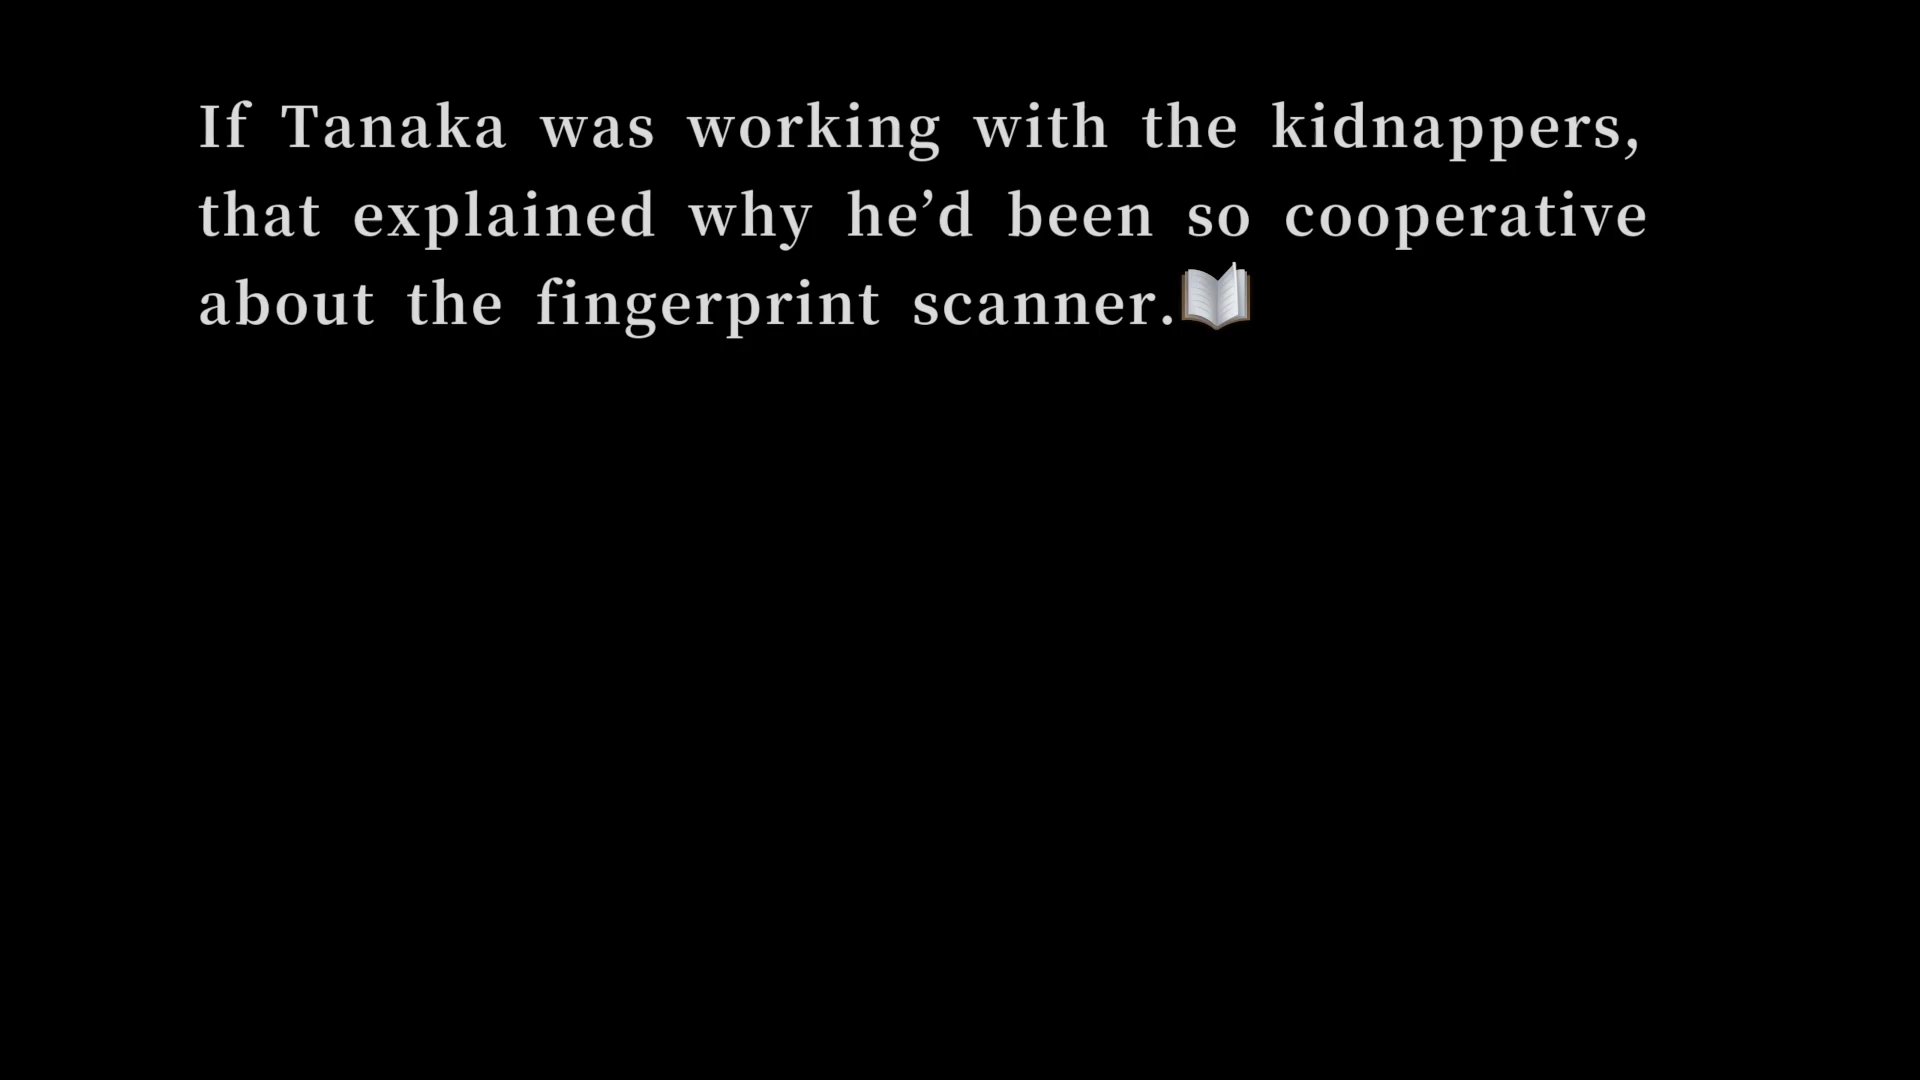 If Tanaka was working with the kidnappers,
that explained why he’d been so cooperative
about the fingerprint scanner.